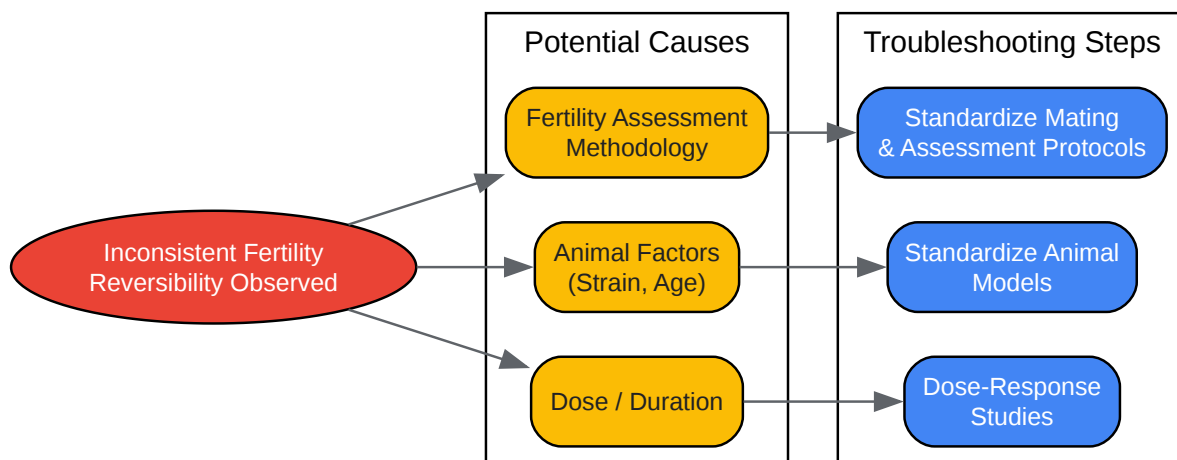 Potential Causes
Troubleshooting Steps
Fertility Assessment
Methodology
Standardize Mating
& Assessment Protocols
Inconsistent Fertility
Reversibility Observed
Animal Factors
(Strain, Age)
Standardize Animal
Models
Dose / Duration
Dose-Response
Studies